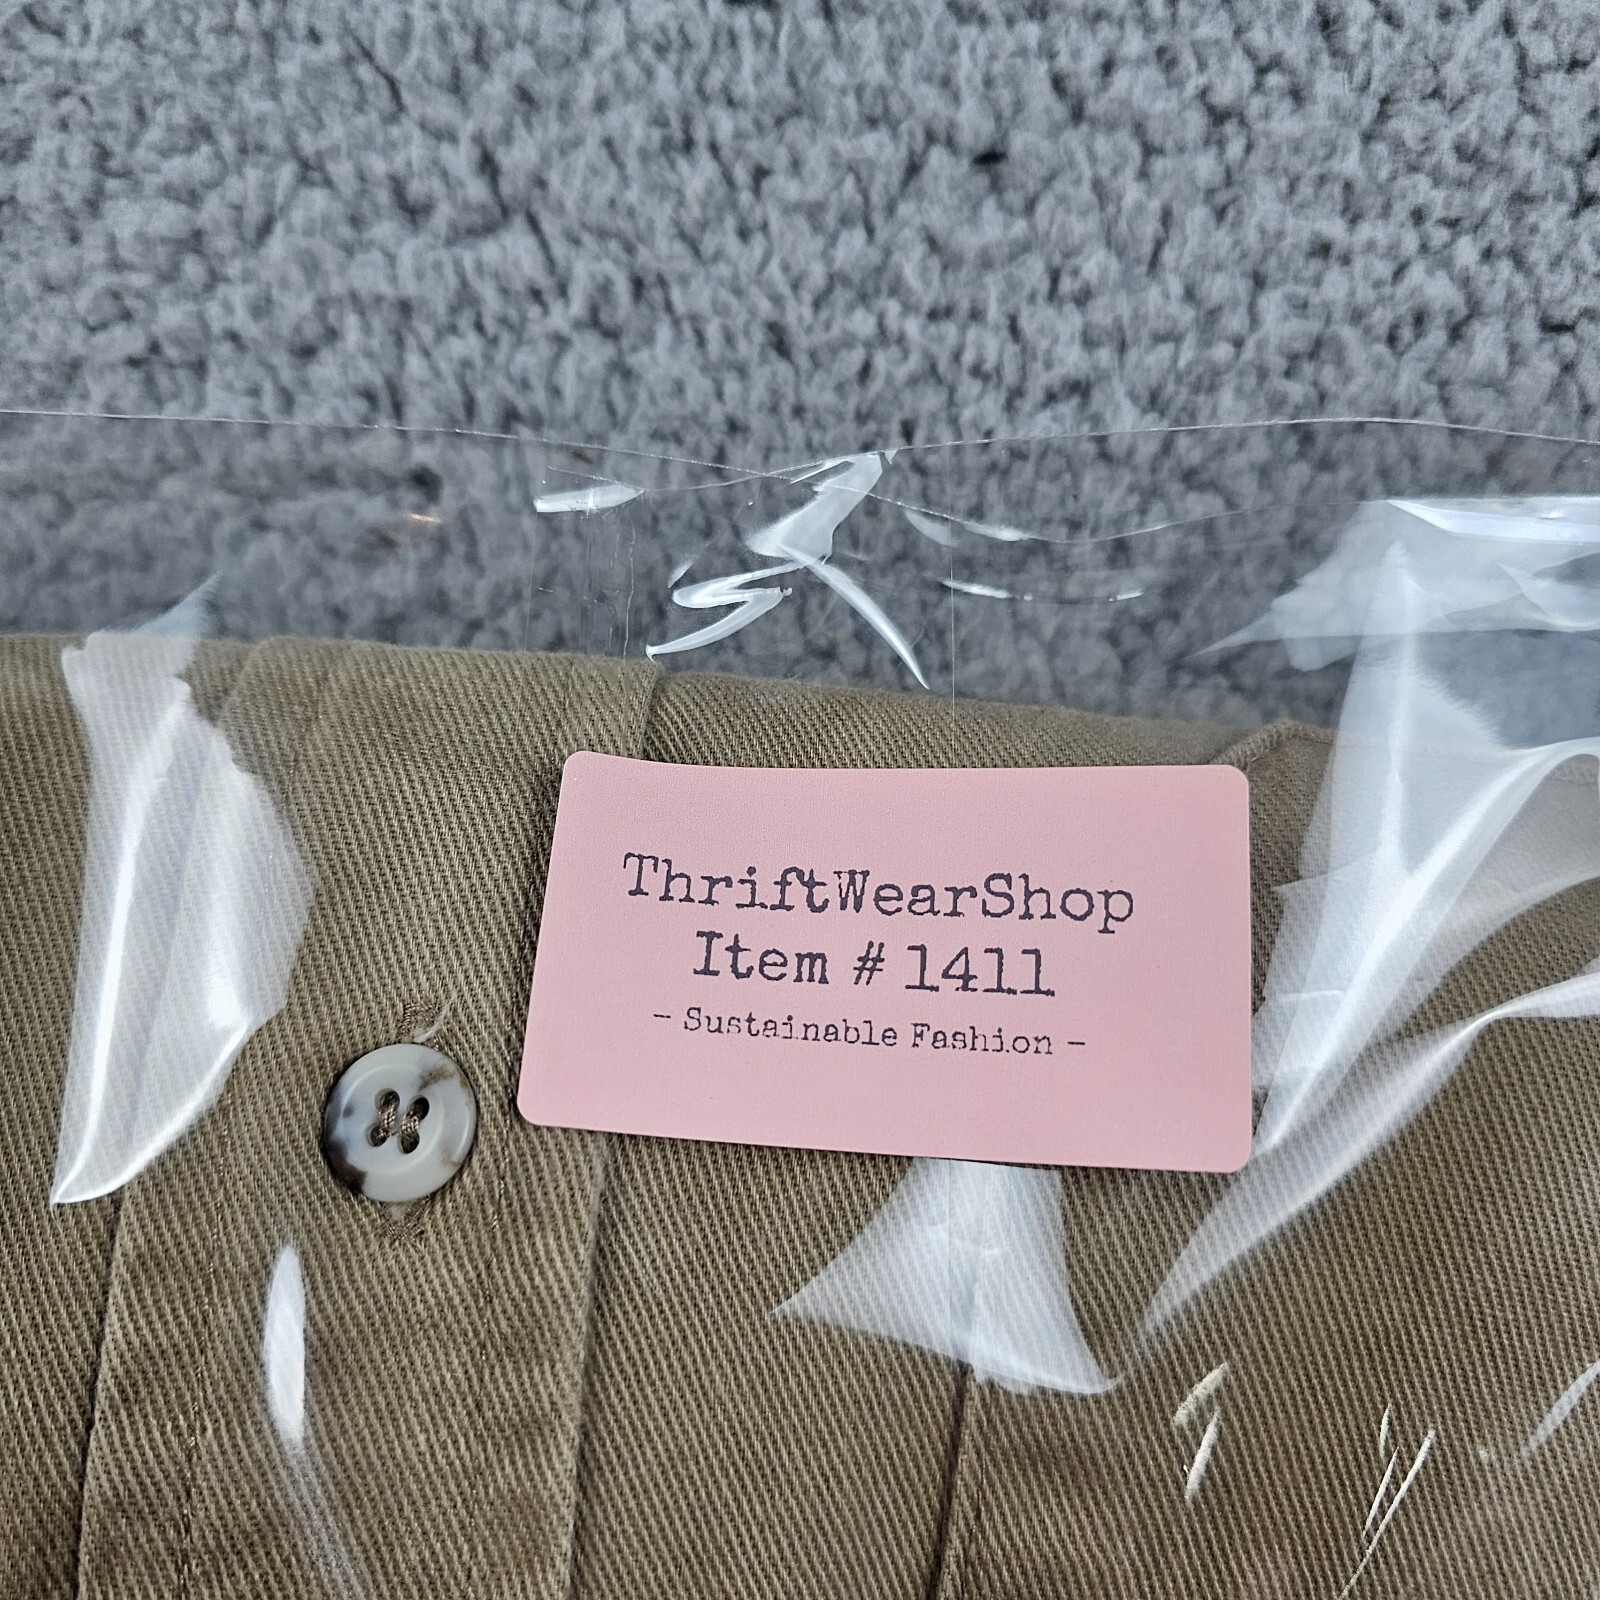 ThriftWearShop
Item # 1411
- Sustainable Fashion -